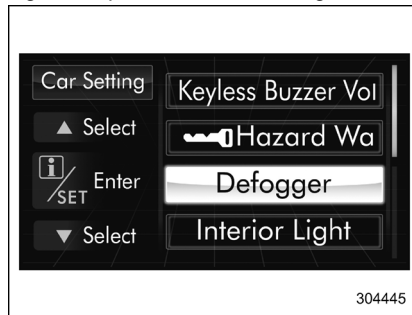 Car Setting
Keyless Buzzer Vol
▲ Select
Hazard Wa
i/SET Enter
Defogger
▼ Select
Interior Light
304445